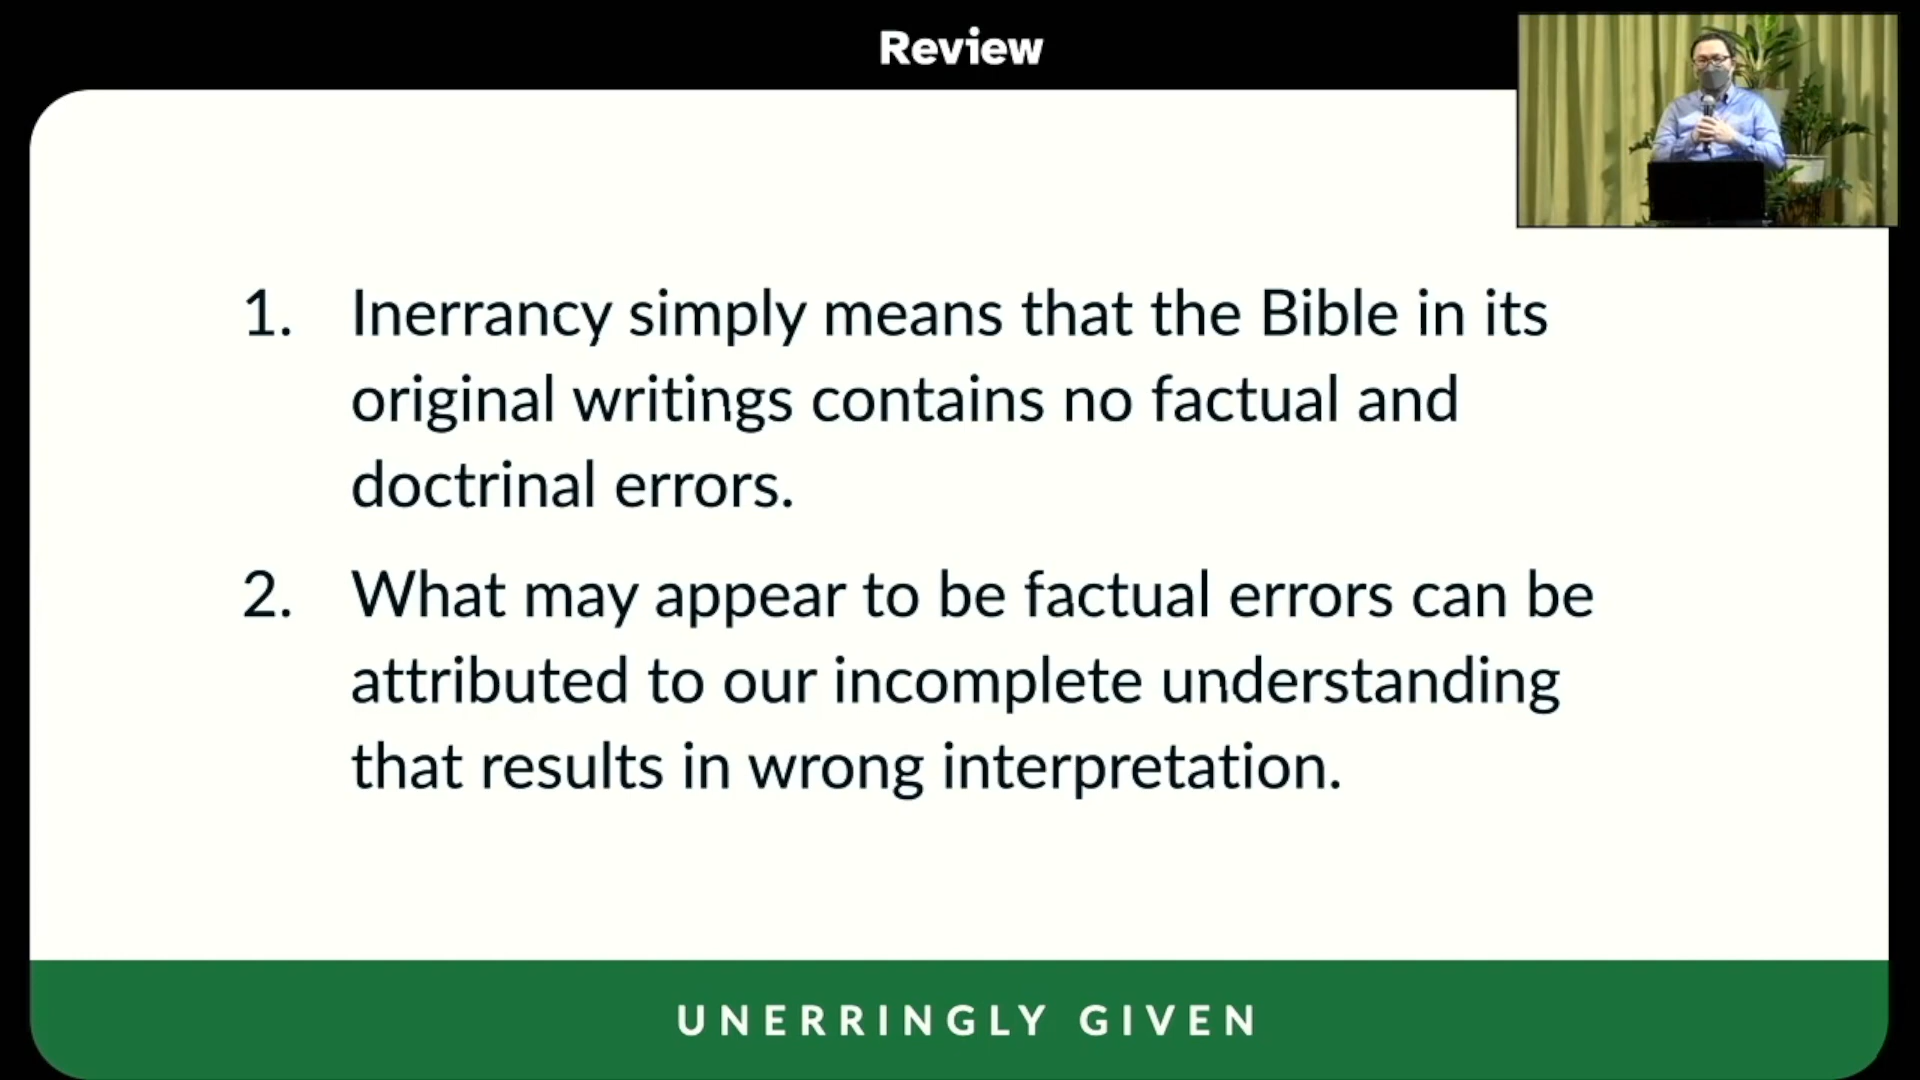 Review
1. Inerrancy simply means that the Bible in its
original writings contains no factual and
doctrinal errors.
2. What may appear to be factual errors can be
attributed to our incomplete understanding
that results in wrong interpretation.
UNERRINGLY GIVEN